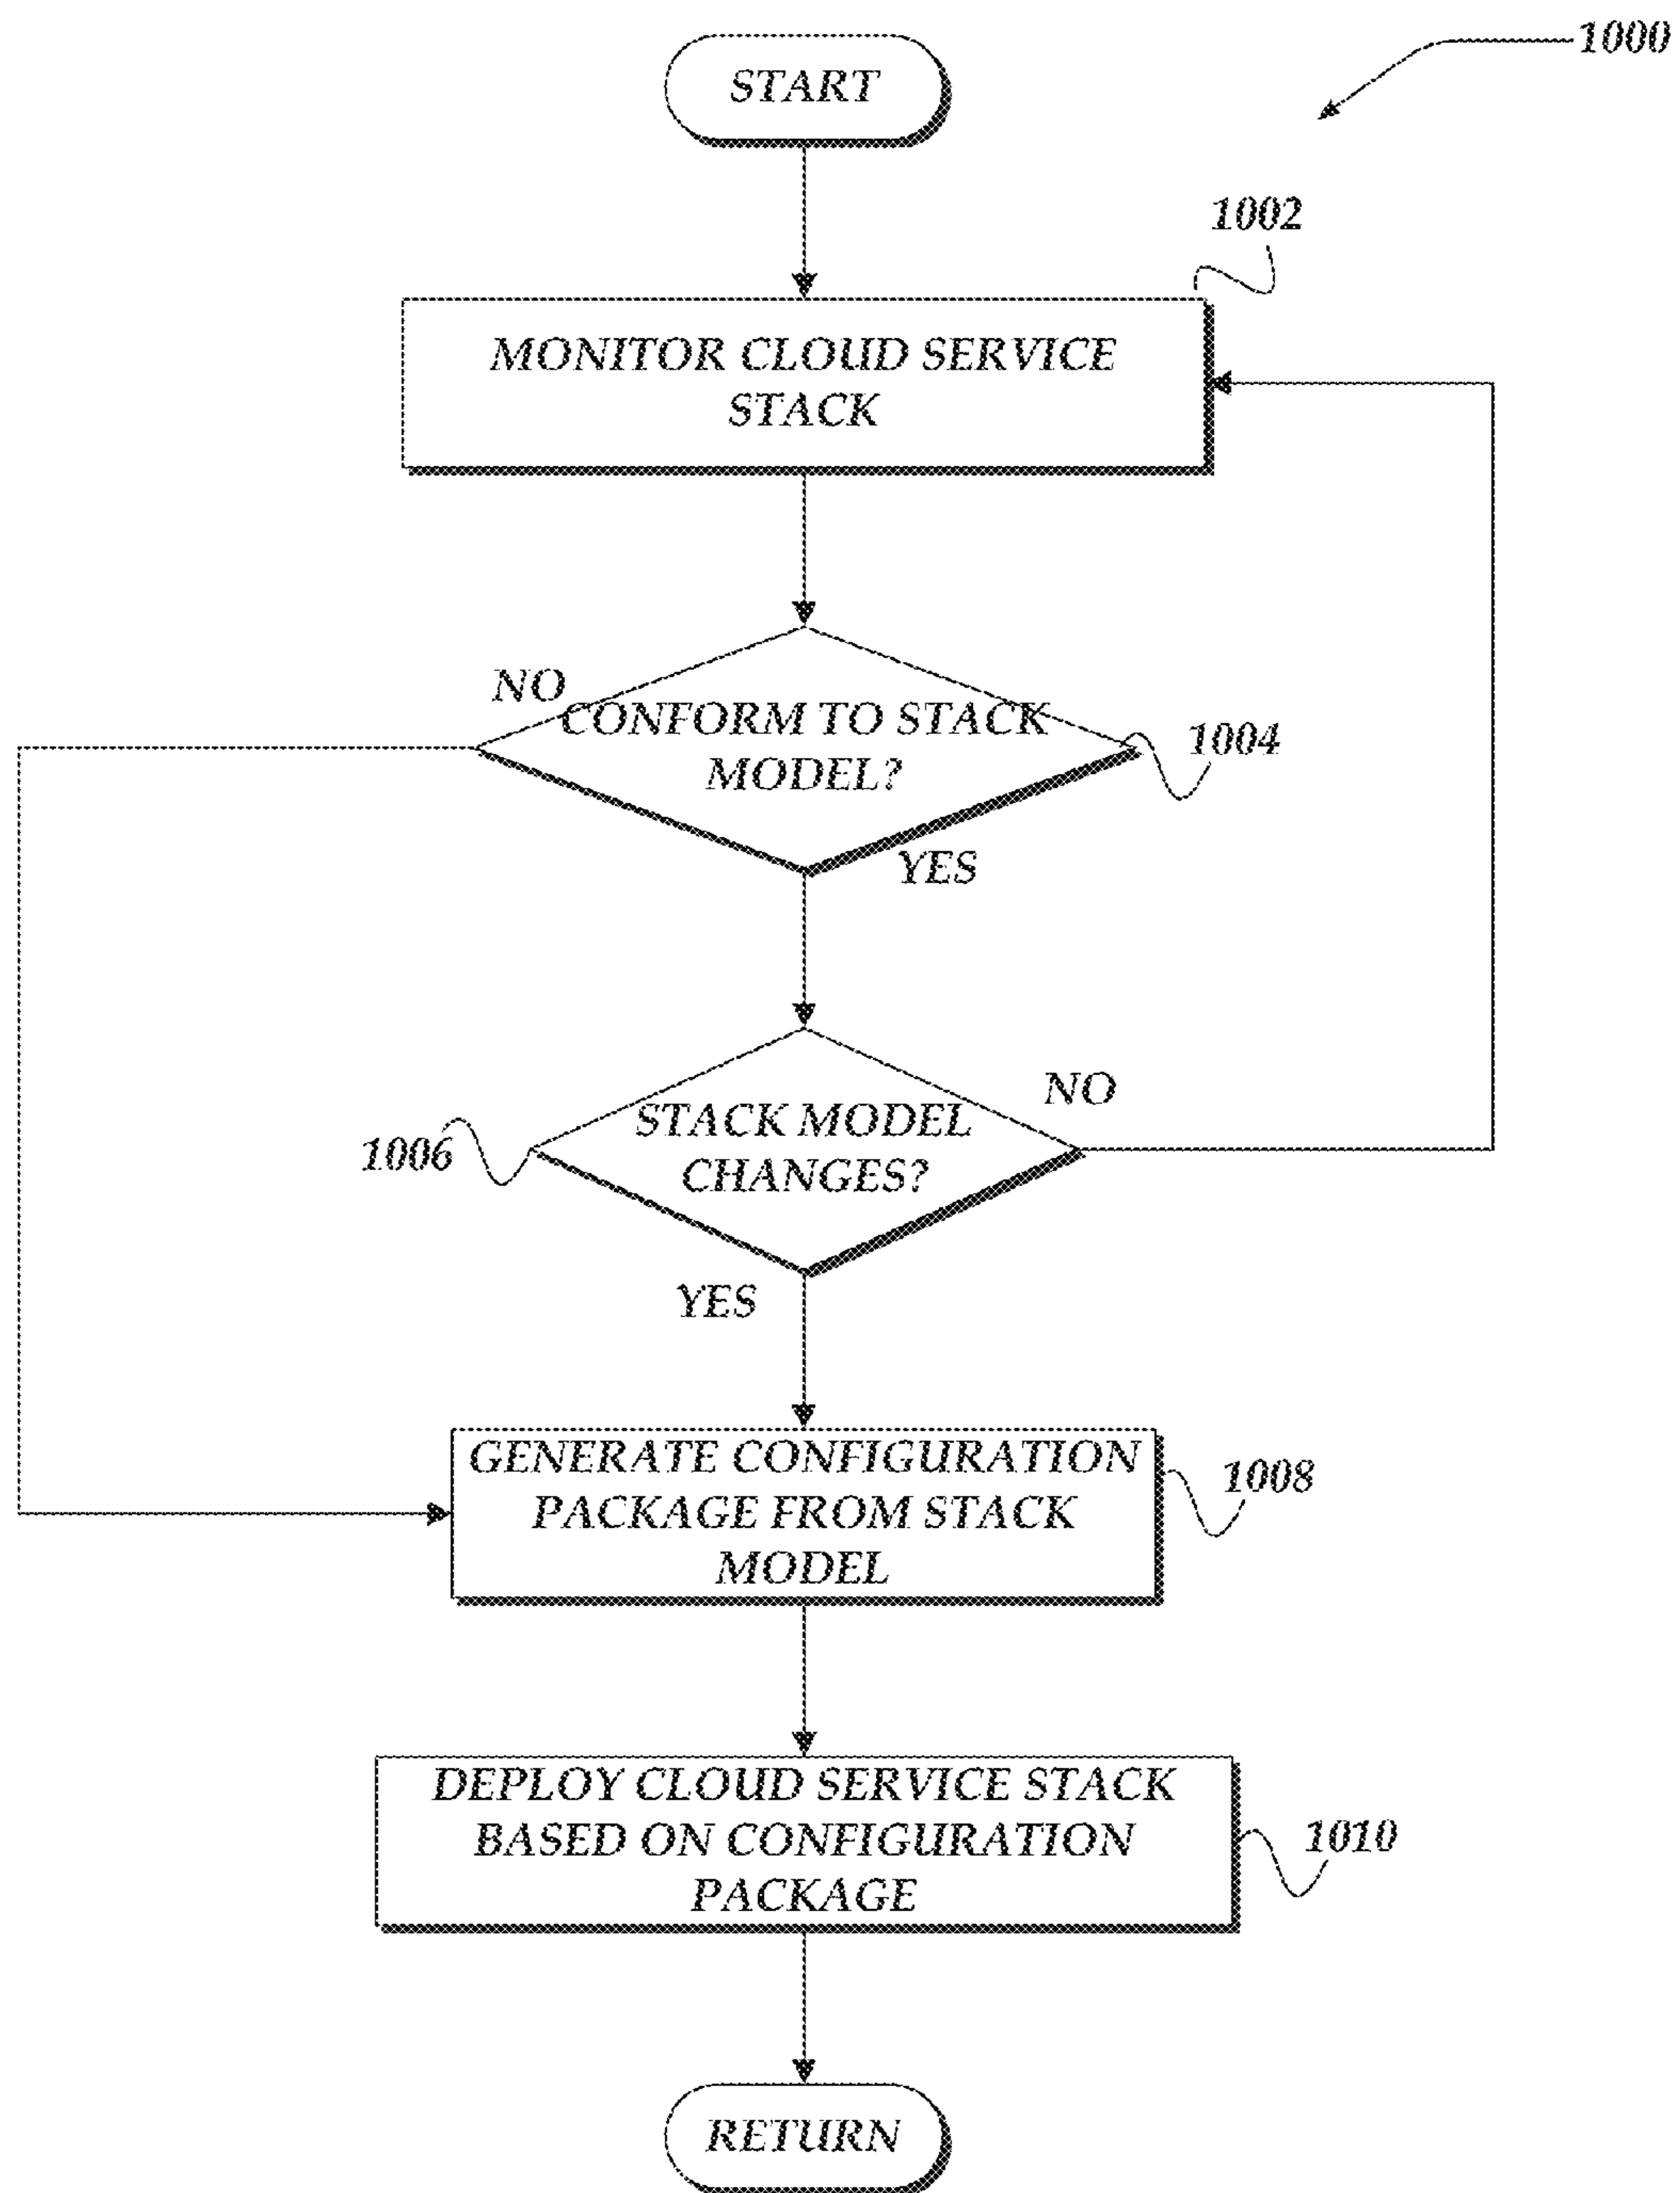 1000
START
1002
MONITOR CLOUD SERVICE
STACK
NO
CONFORM TO STACK
MODEL?
1004
YES
NO
STACK MODEL
CHANGES?
1006
YES
GENERATE CONFIGURATION
PACKAGE FROM STACK
MODEL
1008
DEPLOY CLOUD SERVICE STACK
BASED ON CONFIGURATION
PACKAGE
1010
RETURN